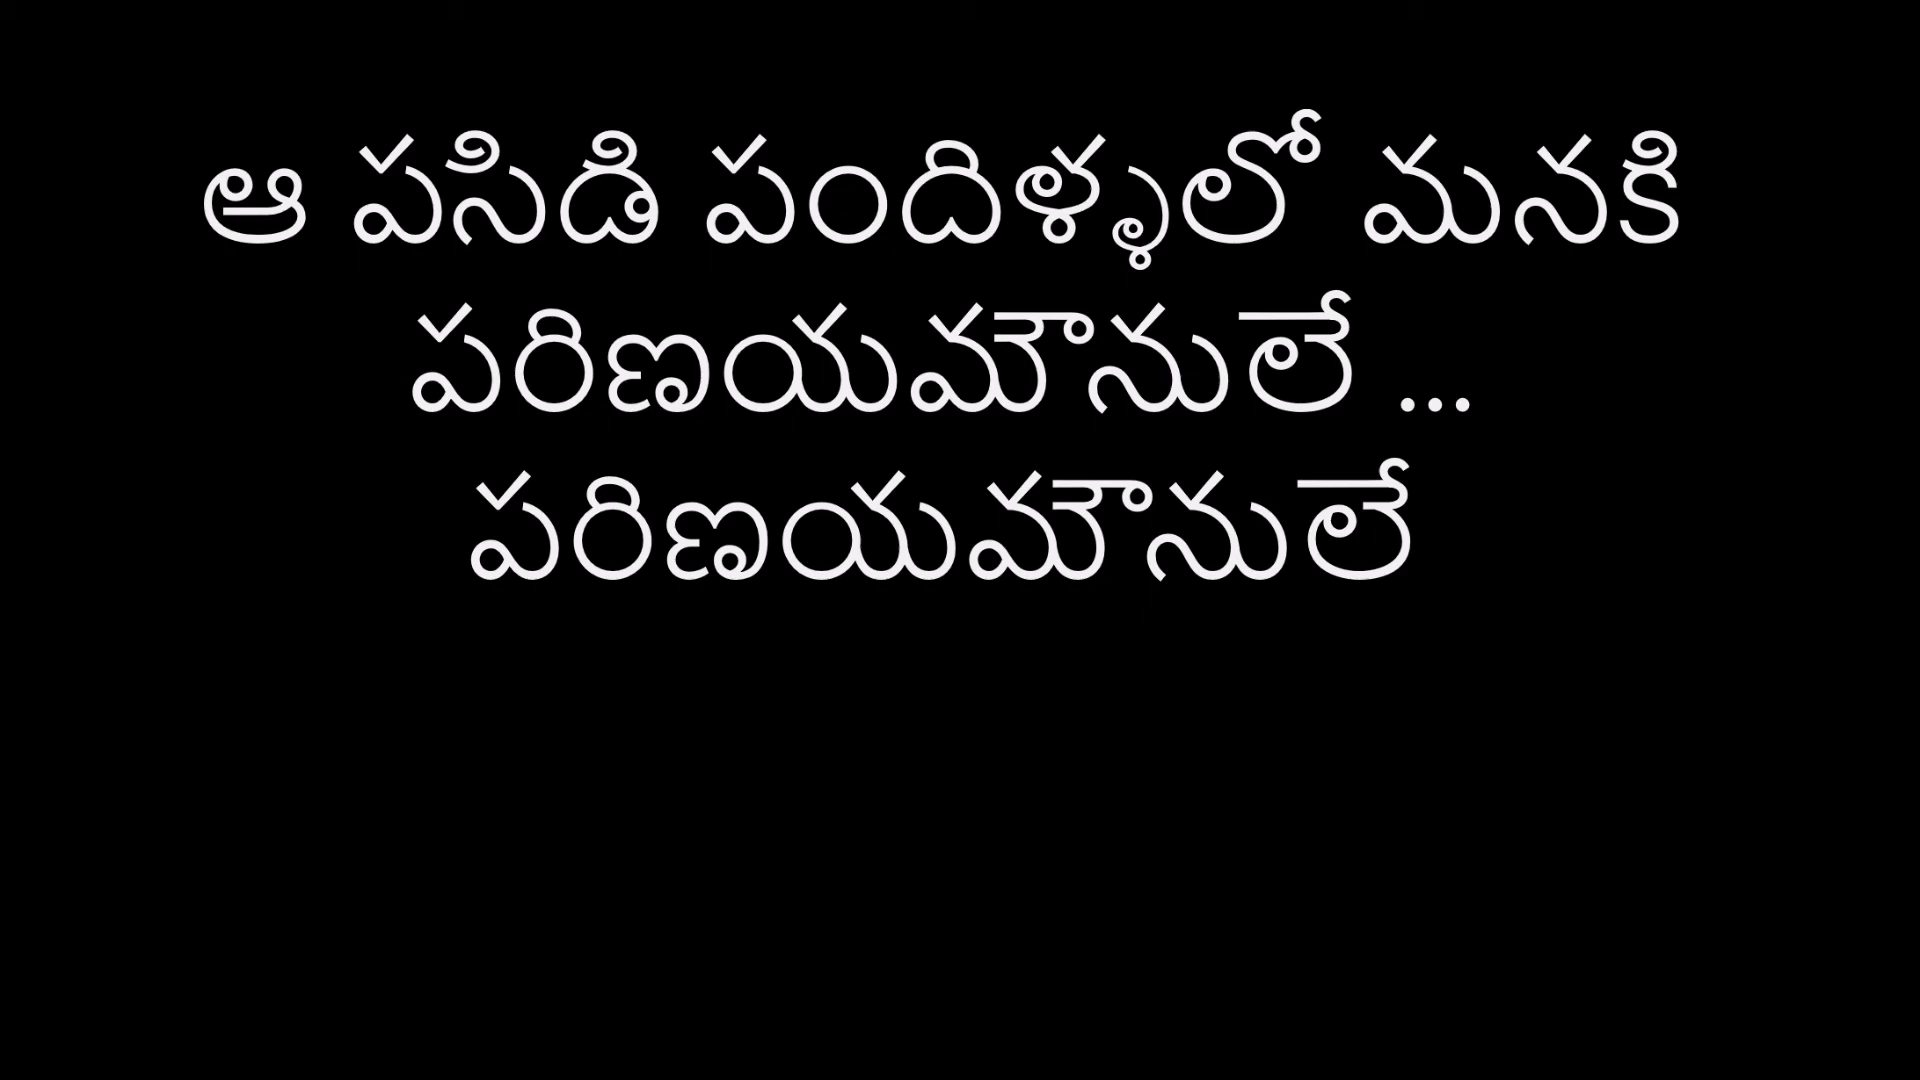 ఆ పసిడి పందిళ్ళలో మనకి
పరిణయమౌనులే ...
పరిణయమౌనులే